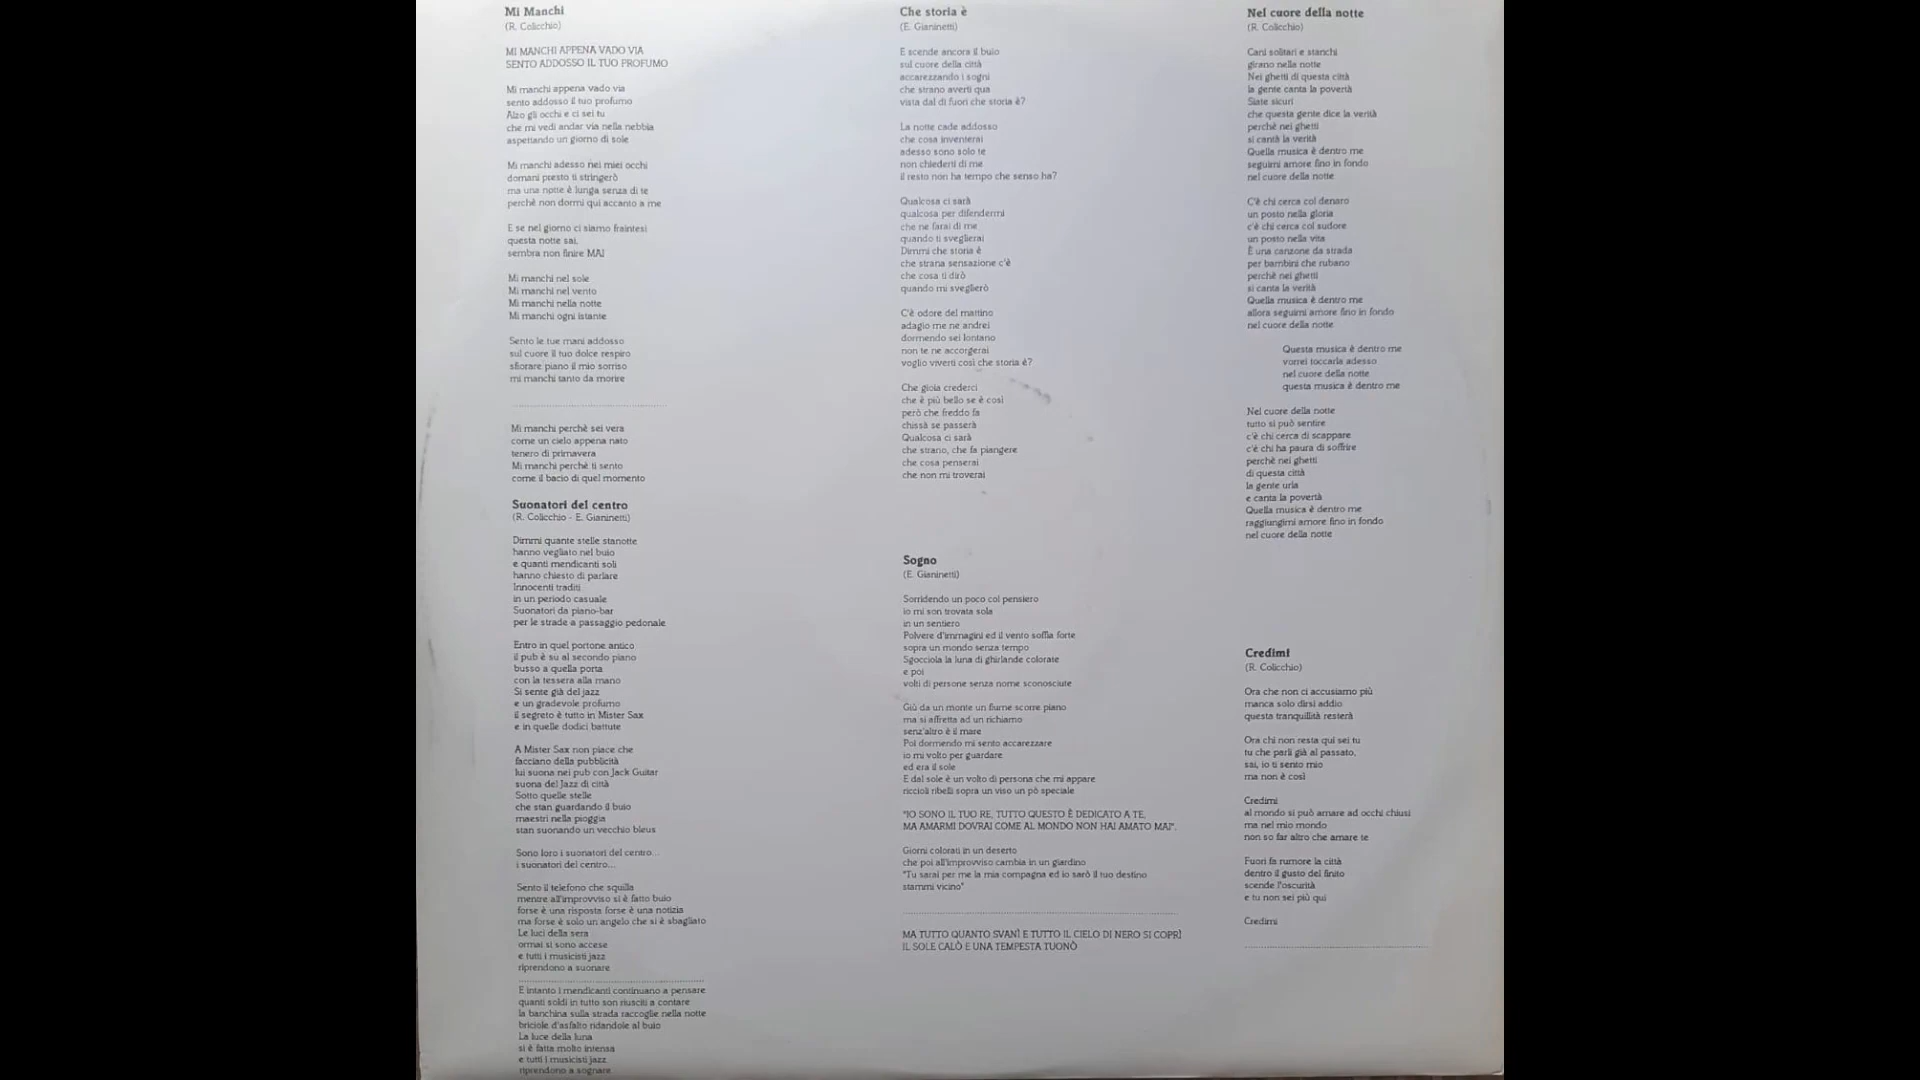 Mi Manchi
(R. Colicchio)
MI MANCHI APPENA VADO VIA
SENTO ADDOSSO IL TUO PROFUMO
Mi manchi appena vado via
sento addosso il tuo profumo
Alzo gli occhi e ci sei tu
che mi vedi andar via nella nebbia
aspettando un giorno di sole
Mi manchi adesso nei miei occhi
domani presto ti stringerò
ma una notte è lunga senza di te
perchè non dormi qui accanto a me
E se nel giorno ci siamo fraintesi
questa notte sai,
sembra non finire MAI
Mi manchi nel sole
Mi manchi nel vento
Mi manchi nella notte
Mi manchi ogni istante
Sento le tue mani addosso
sul cuore il tuo dolce respiro
sfiorare piano il mio sorriso
mi manchi tanto da morire
Mi manchi perchè sei vera
come un cielo appena nato
tenero di primavera
Mi manchi perchè ti sento
come il bacio di quel momento
Suonatori del centro
(R. Colicchio - E. Gianinetti)
Dimmi quante stelle stanotte
hanno vegliato nel buio
e quanti mendicanti soli
hanno chiesto di parlare
Innocenti traditi
in un periodo casuale
Suonatori da piano-bar
per le strade a passaggio pedonale
Entro in quel portone antico
il pub è su al secondo piano
busso a quella porta
con la tessera alla mano
Si sente già del jazz
e un gradevole profumo
il segreto è tutto in Mister Sax
e in quelle dodici battute
A Mister Sax non piace che
facciano della pubblicità
lui suona nei pub con Jack Guitar
suona del Jazz di città
Sotto quelle stelle
che stan guardando il buio
maestri nella pioggia
stan suonando un vecchio bleus
Sono loro i suonatori del centro...
i suonatori del centro...
Sento il telefono che squilla
mentre all'improvviso si è fatto buio
forse è una risposta forse è una notizia
ma forse è solo un angelo che si è sbagliato
Le luci della sera
ormai si sono accese
e tutti i musicisti jazz
riprendono a suonare
E intanto i mendicanti continuano a pensare
quanti soldi in tutto son riusciti a contare
la banchina sulla strada raccoglie nella notte
briciole d'asfalto ridandole al buio
La luce della luna
si è fatta molto intensa
e tutti i musicisti jazz
riprendono a sognare
Che storia è
(E. Gianinetti)
E scende ancora il buio
sul cuore della città
accarezzando i sogni
che strano averti qua
vista dal di fuori che storia è?
La notte cade addosso
che cosa inventerai
adesso sono solo te
non chiederti di me
il resto non ha tempo che senso ha?
Qualcosa ci sarà
qualcosa per difendermi
che ne farai di me
quando ti sveglierai
Dimmi che storia è
che strana sensazione c'è
che cosa ti dirò
quando mi sveglierò
C'è odore del mattino
adagio me ne andrei
dormendo sei lontano
non te ne accorgerai
voglio viverti così che storia è?
Che gioia crederci
che è più bello se è così
però che freddo fa
chissà se passerà
Qualcosa ci sarà
che strano, che fa piangere
che cosa penserai
che non mi troverai
Sogno
(E. Gianinetti)
Sorridendo un poco col pensiero
io mi son trovata sola
in un sentiero
Polvere d'immagini ed il vento soffia forte
sopra un mondo senza tempo
Sgocciola la luna di ghirlande colorate
e poi
volti di persone senza nome sconosciute
Giù da un monte un fiume scorre piano
ma si affretta ad un richiamo
senz'altro è il mare
Poi dormendo mi sento accarezzare
io mi volto per guardare
ed era il sole
E dal sole è un volto di persona che mi appare
riccioli ribelli sopra un viso un pò speciale
"IO SONO IL TUO RE, TUTTO QUESTO È DEDICATO A TE,
MA AMARMI DOVRAI COME AL MONDO NON HAI AMATO MAI".
Giorni colorati in un deserto
che poi all'improvviso cambia in un giardino
"Tu sarai per me la mia compagna ed io sarò il tuo destino
stammi vicino"
MA TUTTO QUANTO SVANÌ E TUTTO IL CIELO DI NERO SI COPRÌ
IL SOLE CALÒ E UNA TEMPESTA TUONÒ
Nel cuore della notte
(R. Colicchio)
Cani solitari e stanchi
girano nella notte
Nei ghetti di questa città
la gente canta la povertà
Siate sicuri
che questa gente dice la verità
perchè nei ghetti
si cantà la verità
Quella musica è dentro me
seguimi amore fino in fondo
nel cuore della notte
C'è chi cerca col denaro
un posto nella gloria
c'è chi cerca col sudore
un posto nella vita
È una canzone da strada
per bambini che rubano
perchè nei ghetti
si canta la verità
Quella musica è dentro me
allora seguimi amore fino in fondo
nel cuore della notte
Questa musica è dentro me
vorrei toccarla adesso
nel cuore della notte
questa musica è dentro me
Nel cuore della notte
tutto si può sentire
c'è chi cerca di scappare
c'è chi ha paura di soffrire
perchè nei ghetti
di questa città
la gente urla
e canta la povertà
Quella musica è dentro me
raggiungimi amore fino in fondo
nel cuore della notte
Credimi
(R. Colicchio)
Ora che non ci accusiamo più
manca solo dirsi addio
questa tranquillità resterà
Ora chi non resta qui sei tu
tu che parli già al passato,
sai, io ti sento mio
ma non è così
Credimi
al mondo si può amare ad occhi chiusi
ma nel mio mondo
non so far altro che amare te
Fuori fa rumore la città
dentro il gusto del finito
scende l'oscurità
e tu non sei più qui
Credimi